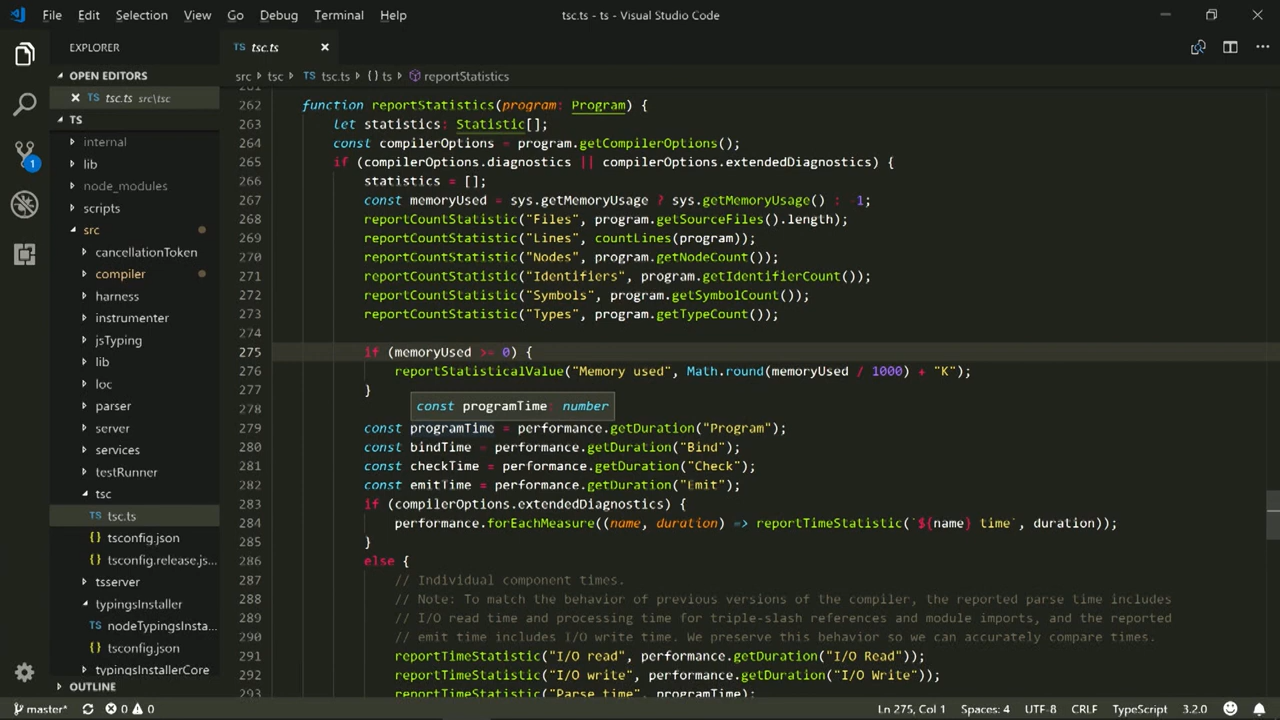 File Edit Selection View Go Debug Terminal Help tsc.ts - ts - Visual Studio Code
EXPLORER
OPEN EDITORS
TS tsc.ts src\tsc
TS
internal
lib
node_modules
scripts
src
cancellationToken
compiler
harness
instrumenter
jsTyping
lib
loc
parser
server
services
testRunner
tsc
TS tsc.ts
{} tsconfig.json
{} tsconfig.release.js...
tsserver
typingsInstaller
TS nodeTypingsInsta...
{} tsconfig.json
typingsInstallerCore
OUTLINE
1
TS tsc.ts
src tsc TS tsc.ts {} ts reportStatistics
261
262 function reportStatistics(program: Program) {
263 let statistics: Statistic[];
264 const compilerOptions = program.getCompilerOptions();
265 if (compilerOptions.diagnostics || compilerOptions.extendedDiagnostics) {
266 statistics = [];
267 const memoryUsed = sys.getMemoryUsage ? sys.getMemoryUsage() : -1;
268 reportCountStatistic("Files", program.getSourceFiles().length);
269 reportCountStatistic("Lines", countLines(program));
270 reportCountStatistic("Nodes", program.getNodeCount());
271 reportCountStatistic("Identifiers", program.getIdentifierCount());
272 reportCountStatistic("Symbols", program.getSymbolCount());
273 reportCountStatistic("Types", program.getTypeCount());
274
275 if (memoryUsed >= 0) {
276 reportStatisticalValue("Memory used", Math.round(memoryUsed / 1000) + "K");
277 }
278 const programTime: number
279 const programTime = performance.getDuration("Program");
280 const bindTime = performance.getDuration("Bind");
281 const checkTime = performance.getDuration("Check");
282 const emitTime = performance.getDuration("Emit");
283 if (compilerOptions.extendedDiagnostics) {
284 performance.forEachMeasure((name, duration) => reportTimeStatistic(`${name} time`, duration));
285 }
286 else {
287 // Individual component times.
288 // Note: To match the behavior of previous versions of the compiler, the reported parse time includes
289 // I/O read time and processing time for triple-slash references and module imports, and the reported
290 // emit time includes I/O write time. We preserve this behavior so we can accurately compare times.
291 reportTimeStatistic("I/O read", performance.getDuration("I/O Read"));
292 reportTimeStatistic("I/O write", performance.getDuration("I/O Write"));
293 reportTimeStatistic("Parse time", programTime);
master* 0 0 Ln 275, Col 1 Spaces: 4 UTF-8 CRLF TypeScript 3.2.0